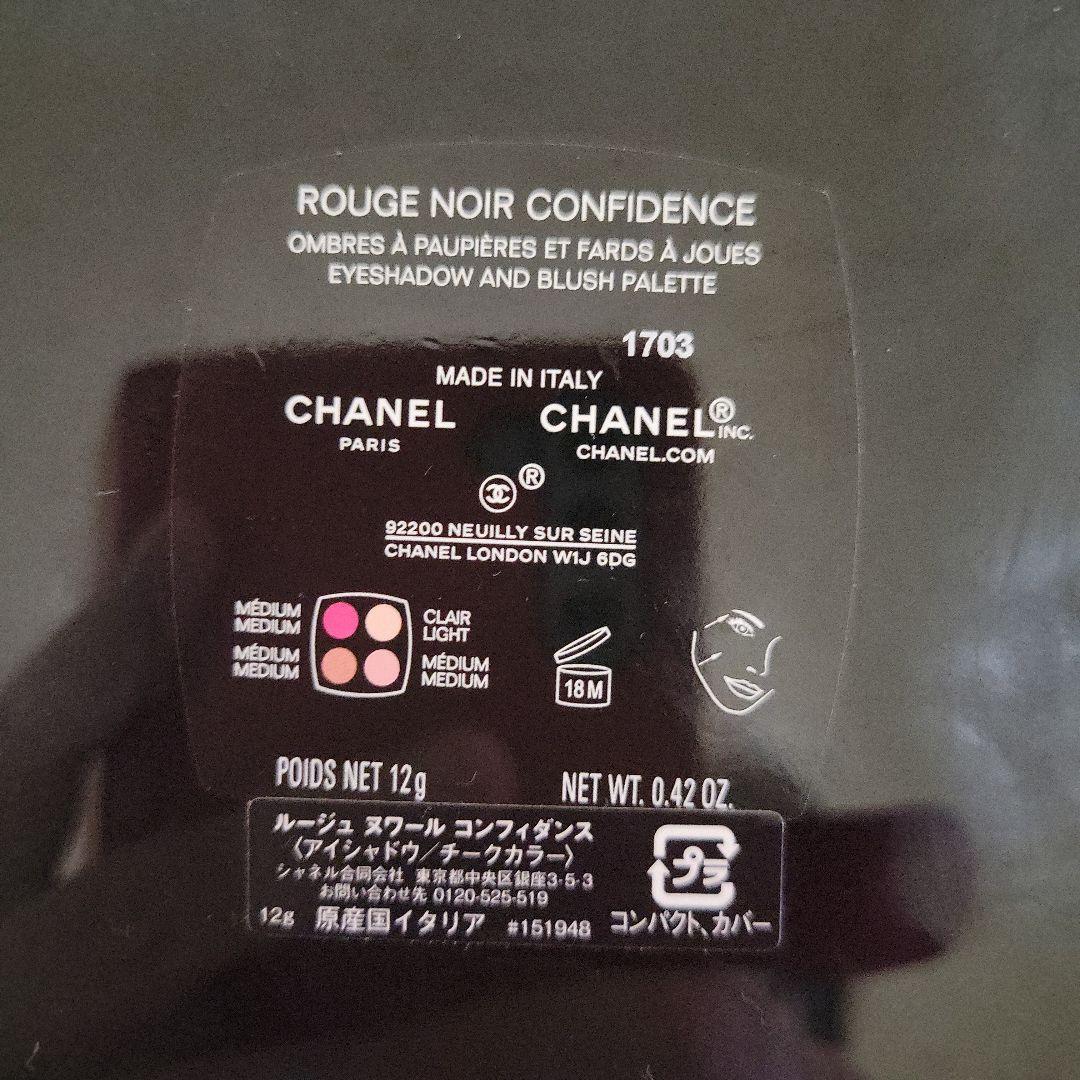 ROUGE NOIR CONFIDENCE
OMBRES À PAUPIÈRES ET FARDS À JOUES
EYESHADOW AND BLUSH PALETTE
1703
MADE IN ITALY
CHANEL
PARIS
CHANEL® INC.
CHANEL.COM
®
92200 NEUILLY SUR SEINE
CHANEL LONDON W1J 6DG
MÉDIUM
MEDIUM
CLAIR
LIGHT
MÉDIUM
MEDIUM
MÉDIUM
MEDIUM
18 M
POIDS NET 12g
NET WT. 0.42 OZ.
ルージュ ヌワール コンフィダンス
〈アイシャドウ/チークカラー〉
シャネル合同会社 東京都中央区銀座3-5-3
お問い合わせ先 0120-525-519
12g 原産国イタリア #151948
プラ
コンパクト、カバー